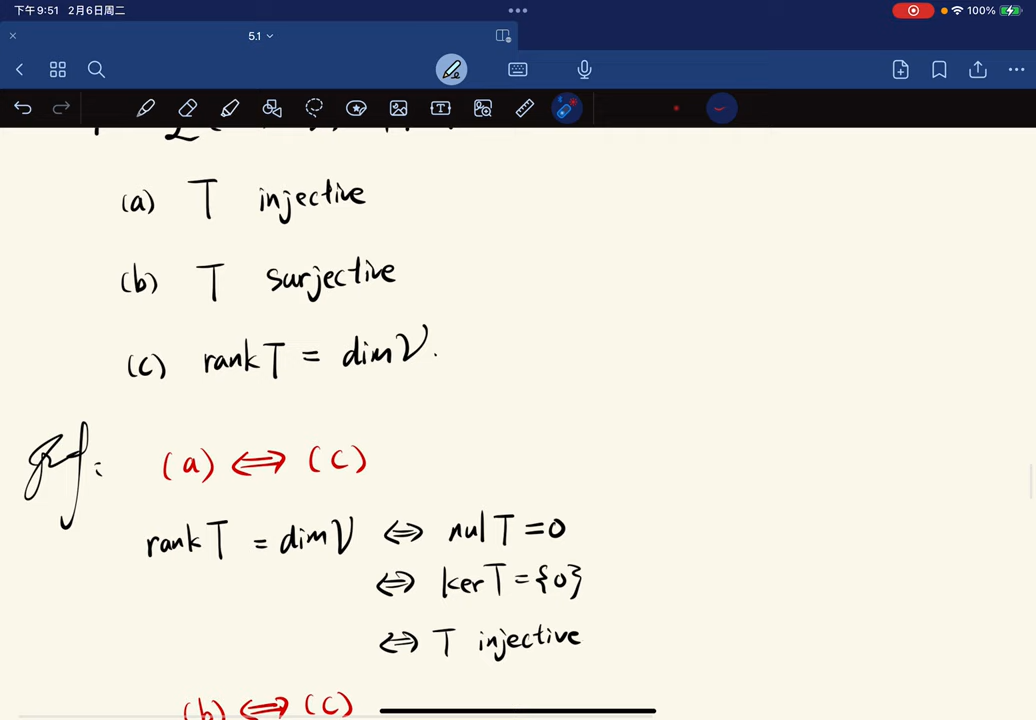 下午9:51 2月6日周二
100%
5.1
(a) T injective
(b) T surjective
(c) rank T = dim V.
(a) ⇔ (c)
rank T = dim V ⇔ nul T = 0
⇔ ker T = {0}
⇔ T injective
(b) ⇔ (c)